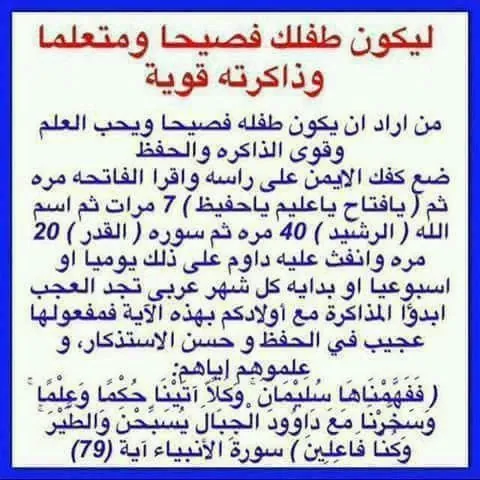 ليكون طفلك فصيحا ومتعلما
وذاكرته قوية
من اراد ان يكون طفله فصيحا ويحب العلم
وقوى الذاكره والحفظ
ضع كفك الايمن على راسه واقرا الفاتحه مره
ثم ( يافتاح ياعليم ياحفيظ ) 7 مرات ثم اسم
الله ( الرشيد ) 40 مره ثم سوره ( القدر ) 20
مره وانفث عليه داوم على ذلك يوميا او
اسبوعيا او بدايه كل شهر عربى تجد العجب
ابدؤا المذاكرة مع أولادكم بهذه الآية فمفعولها
عجيب في الحفظ و حسن الاستذكار، و
علموهم إياهم:
( فَفَهَّمْنَاهَا سُلَيْمَانَ ۚ وَكُلًّا آتَيْنَا حُكْمًا وَعِلْمًا ۚ
وَسَخَّرْنَا مَعَ دَاوُودَ الْجِبَالَ يُسَبِّحْنَ وَالطَّيْرَ ۚ
وَكُنَّا فَاعِلِينَ ) سورة الأنبياء آية (79)